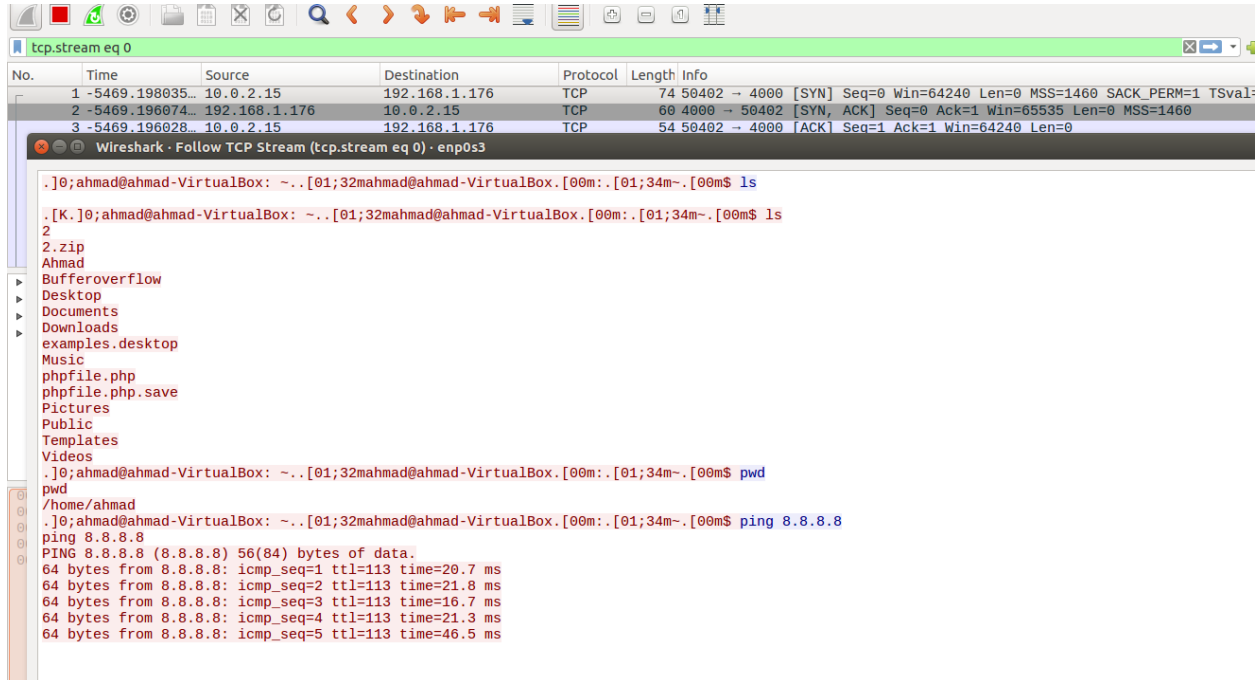 tcp.stream eq 0
No. Time Source Destination Protocol Length Info
1 -5469.198035… 10.0.2.15 192.168.1.176 TCP 74 50402 → 4000 [SYN] Seq=0 Win=64240 Len=0 MSS=1460 SACK_PERM=1 TSval=
2 -5469.196074… 192.168.1.176 10.0.2.15 TCP 60 4000 → 50402 [SYN, ACK] Seq=0 Ack=1 Win=65535 Len=0 MSS=1460
3 -5469.196028… 10.0.2.15 192.168.1.176 TCP 54 50402 → 4000 [ACK] Seq=1 Ack=1 Win=64240 Len=0
Wireshark · Follow TCP Stream (tcp.stream eq 0) · enp0s3
.]0;ahmad@ahmad-VirtualBox: ~..[01;32mahmad@ahmad-VirtualBox.[00m:.[01;34m~.[00m$ ls
.[K.]0;ahmad@ahmad-VirtualBox: ~..[01;32mahmad@ahmad-VirtualBox.[00m:.[01;34m~.[00m$ ls
2
2.zip
Ahmad
Bufferoverflow
Desktop
Documents
Downloads
examples.desktop
Music
phpfile.php
phpfile.php.save
Pictures
Public
Templates
Videos
.]0;ahmad@ahmad-VirtualBox: ~..[01;32mahmad@ahmad-VirtualBox.[00m:.[01;34m~.[00m$ pwd
pwd
/home/ahmad
.]0;ahmad@ahmad-VirtualBox: ~..[01;32mahmad@ahmad-VirtualBox.[00m:.[01;34m~.[00m$ ping 8.8.8.8
ping 8.8.8.8
PING 8.8.8.8 (8.8.8.8) 56(84) bytes of data.
64 bytes from 8.8.8.8: icmp_seq=1 ttl=113 time=20.7 ms
64 bytes from 8.8.8.8: icmp_seq=2 ttl=113 time=21.8 ms
64 bytes from 8.8.8.8: icmp_seq=3 ttl=113 time=16.7 ms
64 bytes from 8.8.8.8: icmp_seq=4 ttl=113 time=21.3 ms
64 bytes from 8.8.8.8: icmp_seq=5 ttl=113 time=46.5 ms